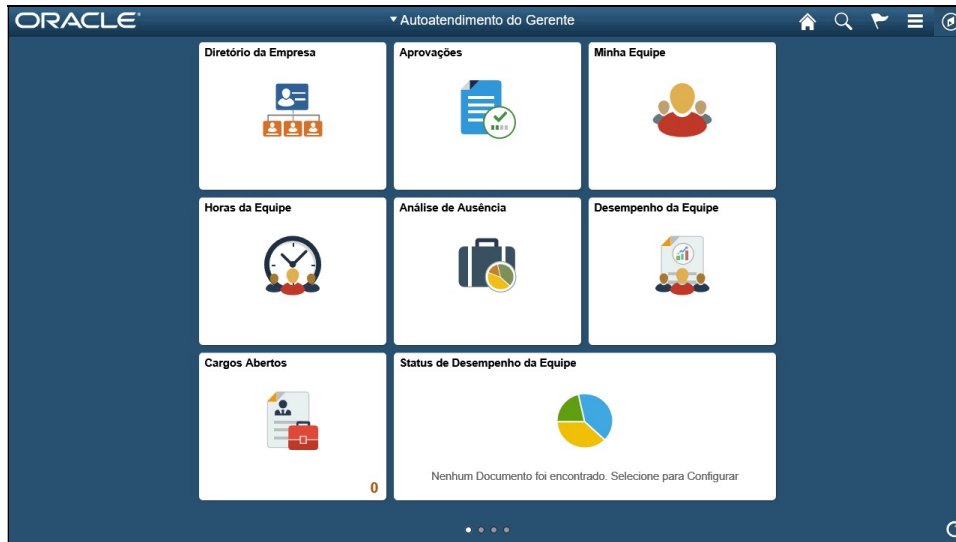 ORACLE
Autoatendimento do Gerente
Diretório da Empresa
Aprovações
Minha Equipe
Horas da Equipe
Análise de Ausência
Desempenho da Equipe
Cargos Abertos
0
Status de Desempenho da Equipe
Nenhum Documento foi encontrado. Selecione para Configurar